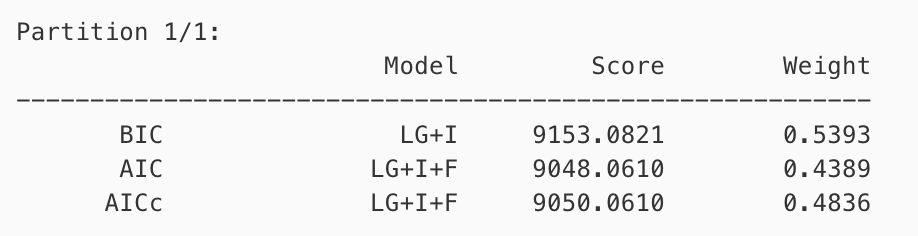 Partition 1/1:
Model Score Weight
----------------------------------------------------------
BIC LG+I 9153.0821 0.5393
AIC LG+I+F 9048.0610 0.4389
AICc LG+I+F 9050.0610 0.4836